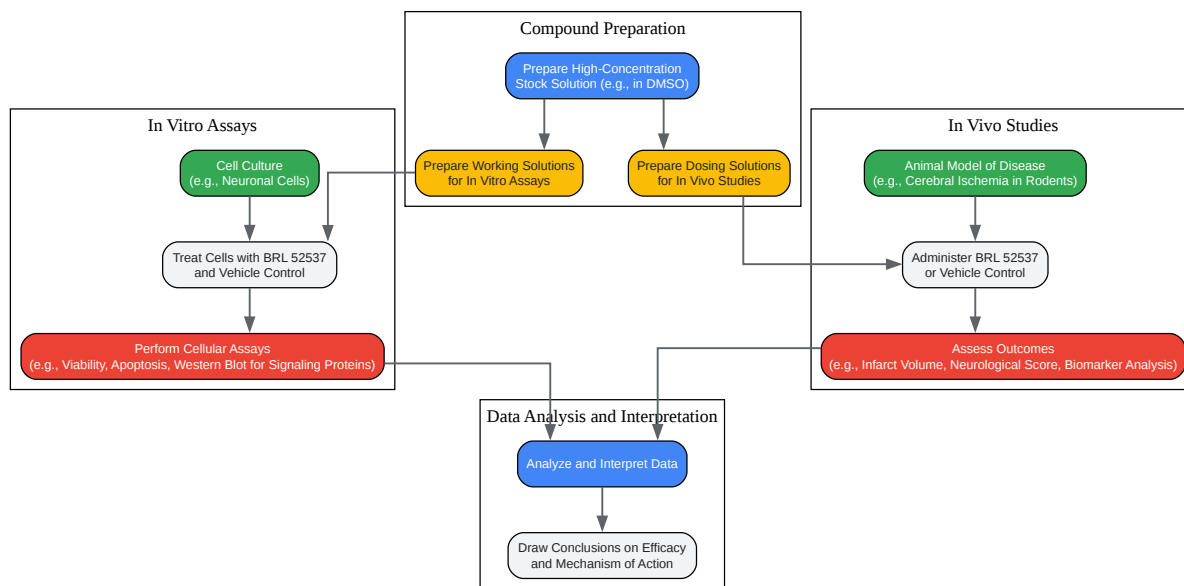 Compound Preparation
Prepare High-Concentration
Stock Solution (e.g., in DMSO)
Prepare Working Solutions
for In Vitro Assays
Prepare Dosing Solutions
for In Vivo Studies
In Vitro Assays
Cell Culture
(e.g., Neuronal Cells)
Treat Cells with BRL 52537
and Vehicle Control
Perform Cellular Assays
(e.g., Viability, Apoptosis, Western Blot for Signaling Proteins)
In Vivo Studies
Animal Model of Disease
(e.g., Cerebral Ischemia in Rodents)
Administer BRL 52537
or Vehicle Control
Assess Outcomes
(e.g., Infarct Volume, Neurological Score, Biomarker Analysis)
Data Analysis and Interpretation
Analyze and Interpret Data
Draw Conclusions on Efficacy
and Mechanism of Action